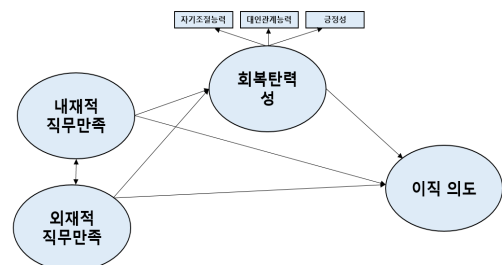 자기조절능력
대인관계능력
긍정성
회복탄력
성
내재적
직무만족
이직 의도
외재적
직무만족